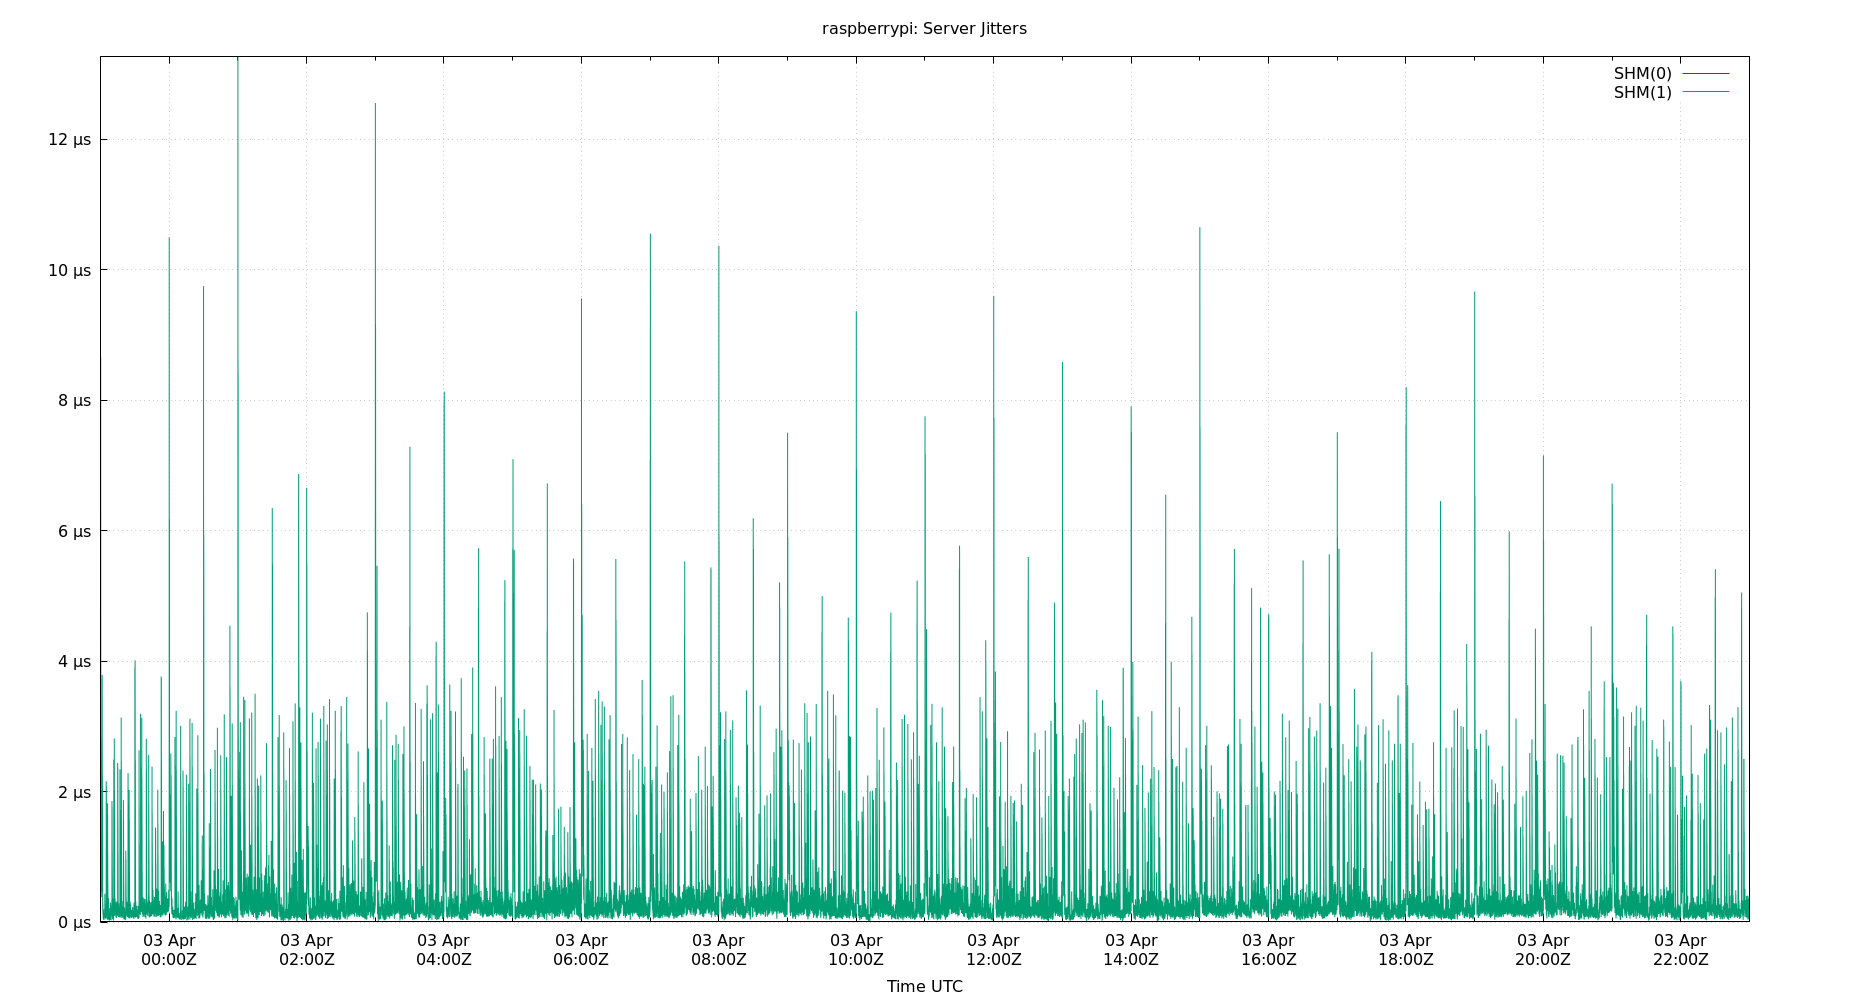 raspberrypi: Server Jitters
SHM(0)
SHM(1)
12 µs
10 µs
8 µs
6 µs
4 µs
2 µs
0 µs
03 Apr 03 Apr 03 Apr 03 Apr 03 Apr 03 Apr 03 Apr 03 Apr 03 Apr 03 Apr 03 Apr 03 Apr
00:00Z 02:00Z 04:00Z 06:00Z 08:00Z 10:00Z 12:00Z 14:00Z 16:00Z 18:00Z 20:00Z 22:00Z
Time UTC